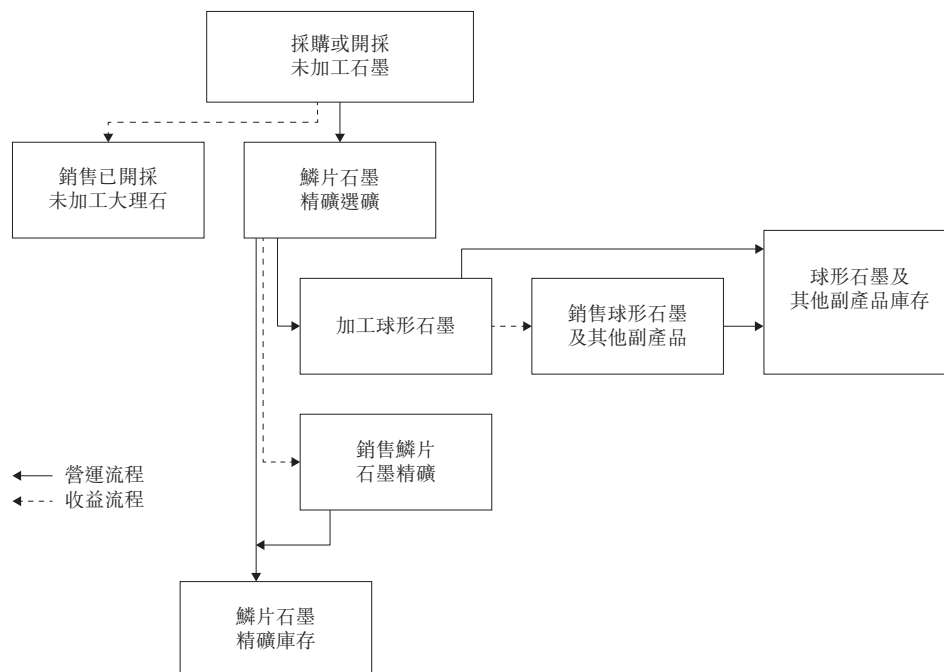 採購或開採
未加工石墨
銷售已開採
未加工大理石
鱗片石墨
精礦選礦
加工球形石墨
銷售球形石墨
及其他副產品
球形石墨及
其他副產品庫存
銷售鱗片
石墨精礦
營運流程
收益流程
鱗片石墨
精礦庫存